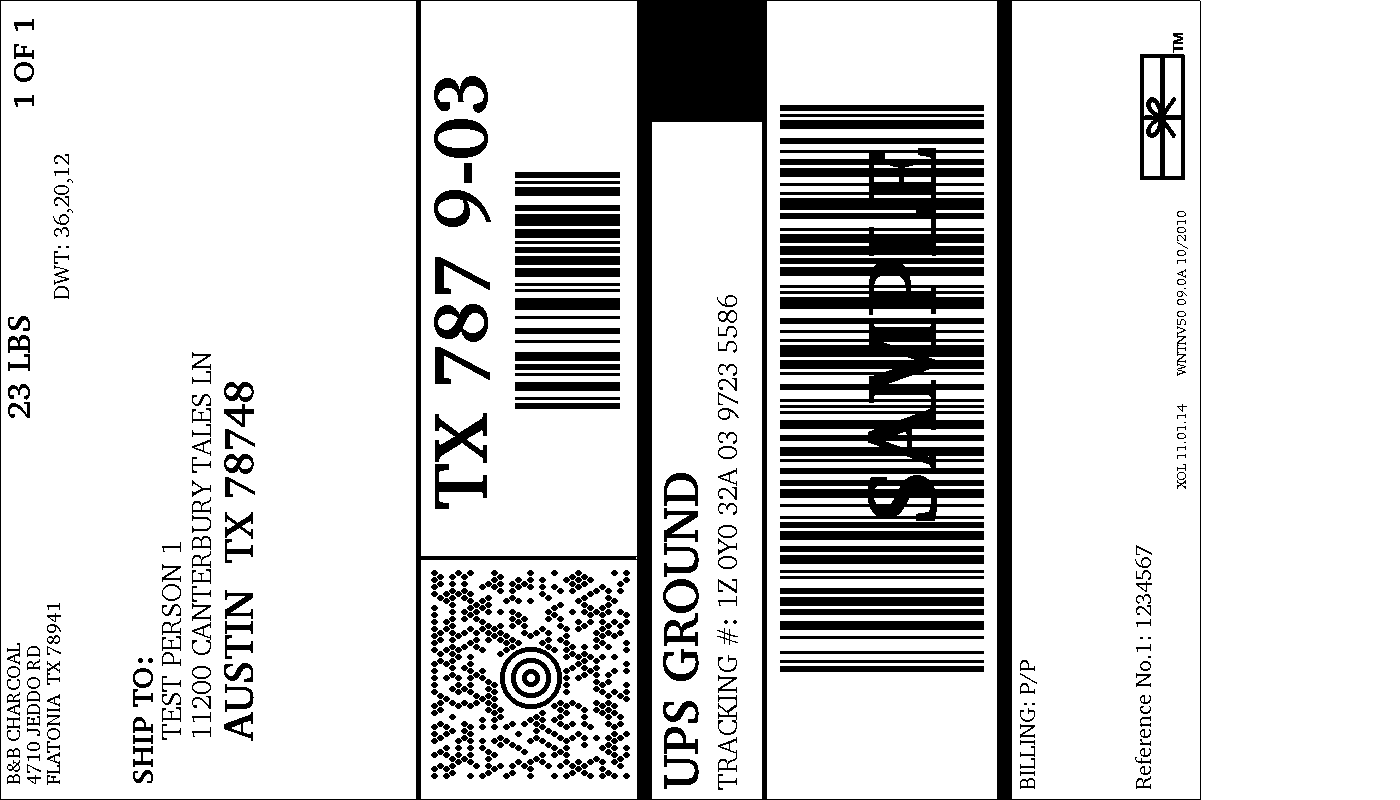 B&B CHARCOAL
4710 JEDDO RD
FLATONIA  TX 78941
23 LBS
1 OF 1
DWT: 36,20,12
SHIP TO:
TEST PERSON 1
11200 CANTERBURY TALES LN
AUSTIN  TX 78748
TX 787 9-03
UPS GROUND
TRACKING #: 1Z 0Y0 32A 03 9723 5586
SAMPLE
BILLING: P/P
Reference No.1: 1234567
XOL 11.01.14
WNTNV50 09.0A 10/2010
TM